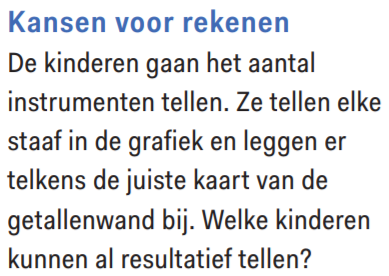 Kansen voor rekenen
De kinderen gaan het aantal
instrumenten tellen. Ze tellen elke
staaf in de grafiek en leggen er
telkens de juiste kaart van de
getallenwand bij. Welke kinderen
kunnen al resultatief tellen?